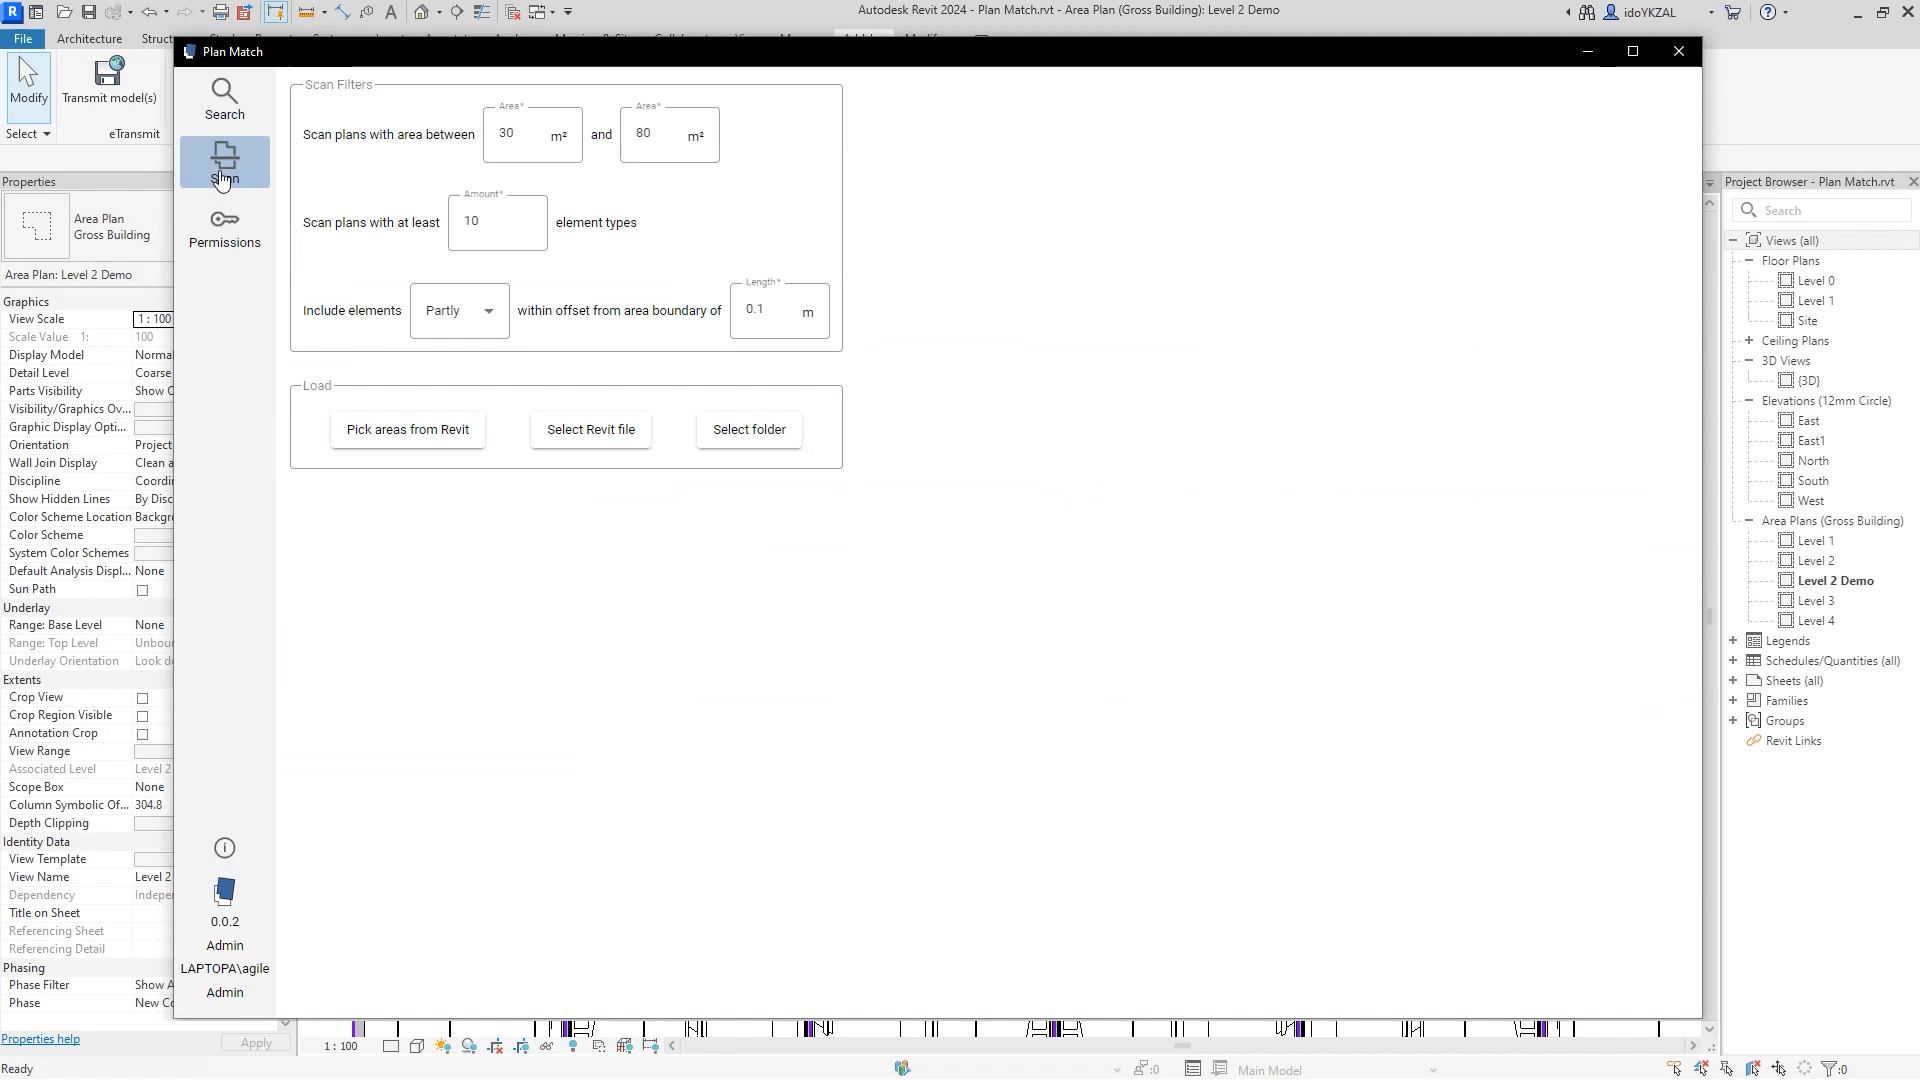 Autodesk Revit 2024 - Plan Match.rvt - Area Plan (Gross Building): Level 2 Demo
idoYKZAL
File
Architecture
Modify
Transmit model(s)
Select
eTransmit
Properties
Area Plan
Gross Building
Area Plan: Level 2 Demo
Graphics
View Scale
1 : 100
Scale Value 1:
100
Display Model
Detail Level
Coarse
Parts Visibility
Visibility/Graphics Ov...
Graphic Display Opti...
Orientation
Project
Wall Join Display
Clean a
Discipline
Show Hidden Lines
Color Scheme Location
Color Scheme
System Color Schemes
Default Analysis Displ...
None
Sun Path
Underlay
Range: Base Level
None
Range: Top Level
Underlay Orientation
Extents
Crop View
Crop Region Visible
Annotation Crop
View Range
Associated Level
Level 2
Scope Box
None
Column Symbolic Of...
304.8
Depth Clipping
Identity Data
View Template
View Name
Level 2
Dependency
Title on Sheet
Referencing Sheet
Referencing Detail
Phasing
Phase Filter
Show A
Phase
New Co
Properties help
Apply
Ready
Plan Match
Search
Permissions
0.0.2
Admin
LAPTOPA\agile
Admin
Scan Filters
Scan plans with area between
Area*
30
m²
and
Area*
80
m²
Scan plans with at least
Amount*
10
element types
Include elements
Partly
within offset from area boundary of
Length*
0.1
m
Load
Pick areas from Revit
Select Revit file
Select folder
1 : 100
:0
Main Model
:0
Project Browser - Plan Match.rvt
Search
Views (all)
Floor Plans
Level 0
Level 1
Site
Ceiling Plans
3D Views
{3D}
Elevations (12mm Circle)
East
East1
North
South
West
Area Plans (Gross Building)
Level 1
Level 2
Level 2 Demo
Level 3
Level 4
Legends
Schedules/Quantities (all)
Sheets (all)
Families
Groups
Revit Links